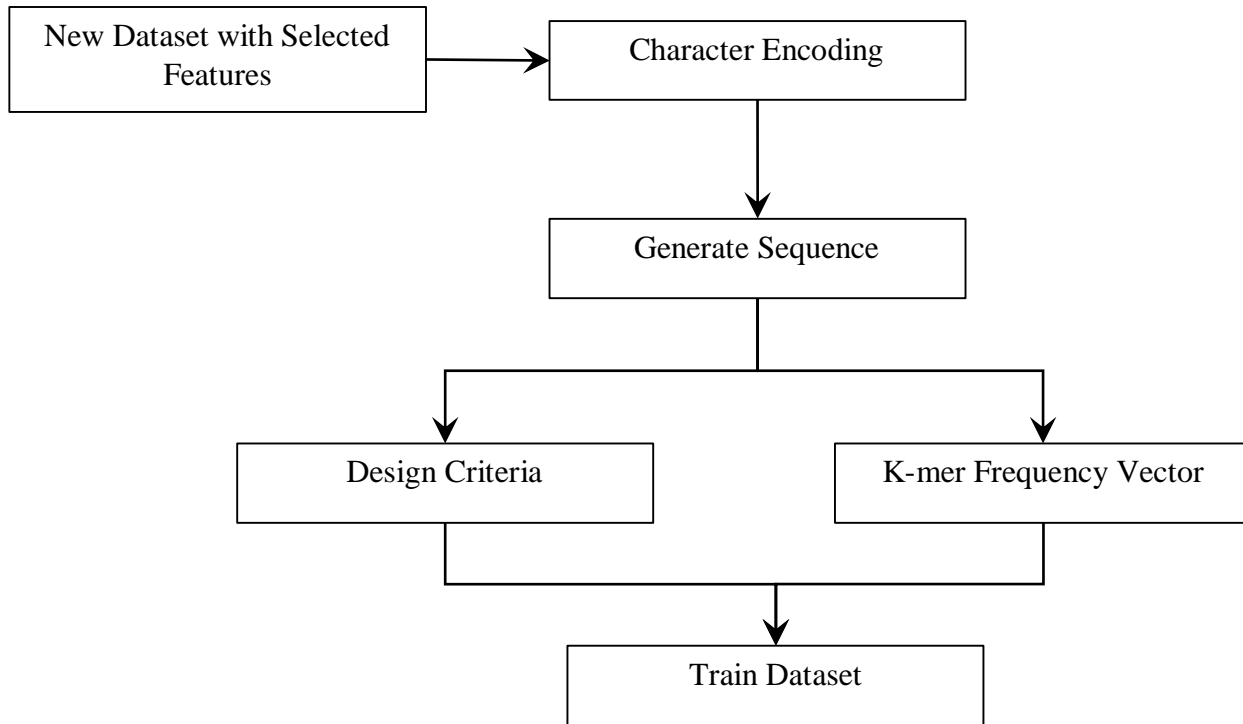 New Dataset with Selected
Features
Character Encoding
Generate Sequence
Design Criteria
K-mer Frequency Vector
Train Dataset